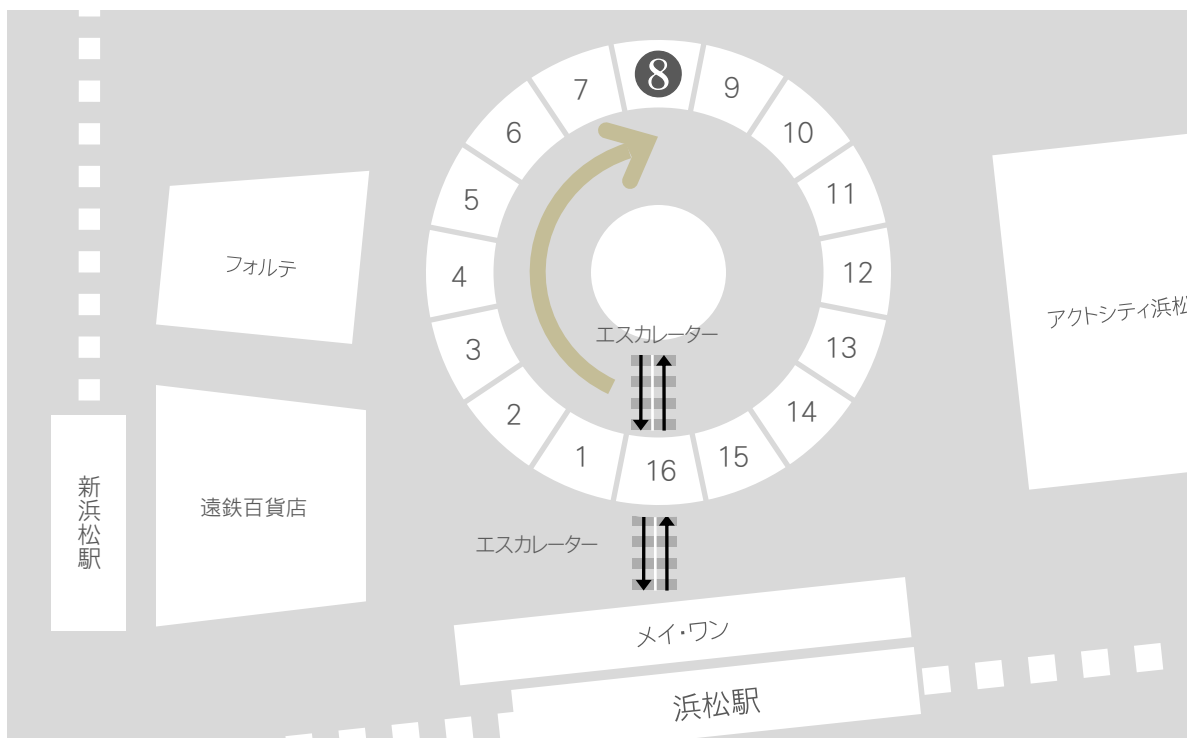 8
7
9
6
10
5
11
4
12
3
13
2
14
1
15
16
フォルテ
エスカレーター
アクトシティ浜松
新浜松駅
遠鉄百貨店
エスカレーター
メイ・ワン
浜松駅